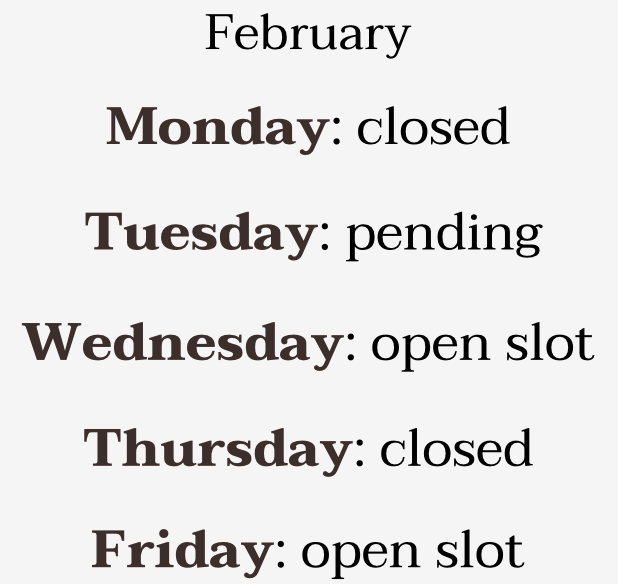 February
Monday: closed
Tuesday: pending
Wednesday: open slot
Thursday: closed
Friday: open slot